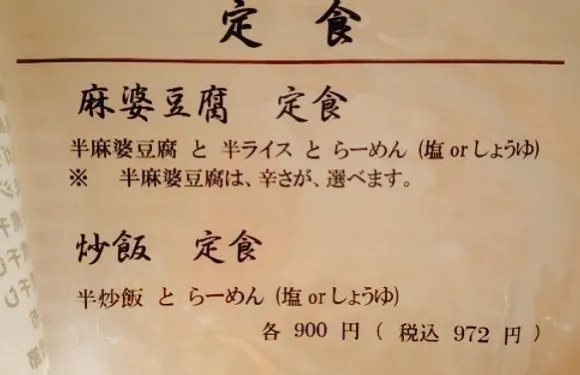 定食
麻婆豆腐 定食
半麻婆豆腐 と 半ライス と らーめん (塩 or しょうゆ)
※ 半麻婆豆腐は、辛さが、選べます。
炒飯 定食
半炒飯 と らーめん (塩 or しょうゆ)
各 900 円 ( 税込 972 円 )